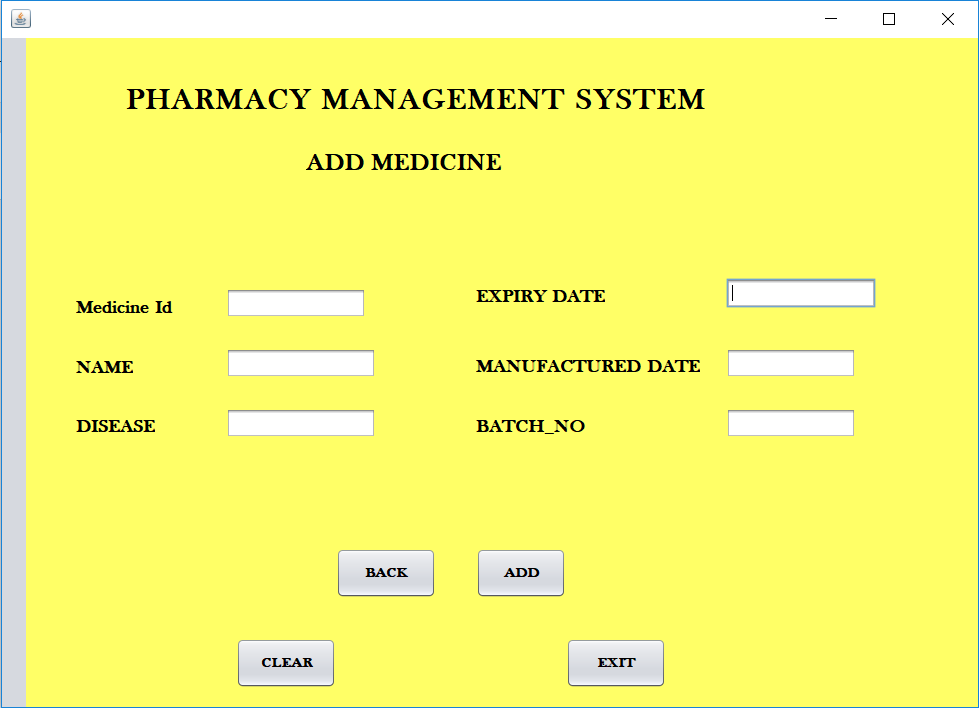 PHARMACY MANAGEMENT SYSTEM
ADD MEDICINE
Medicine Id
EXPIRY DATE
NAME
MANUFACTURED DATE
DISEASE
BATCH_NO
BACK
ADD
CLEAR
EXIT